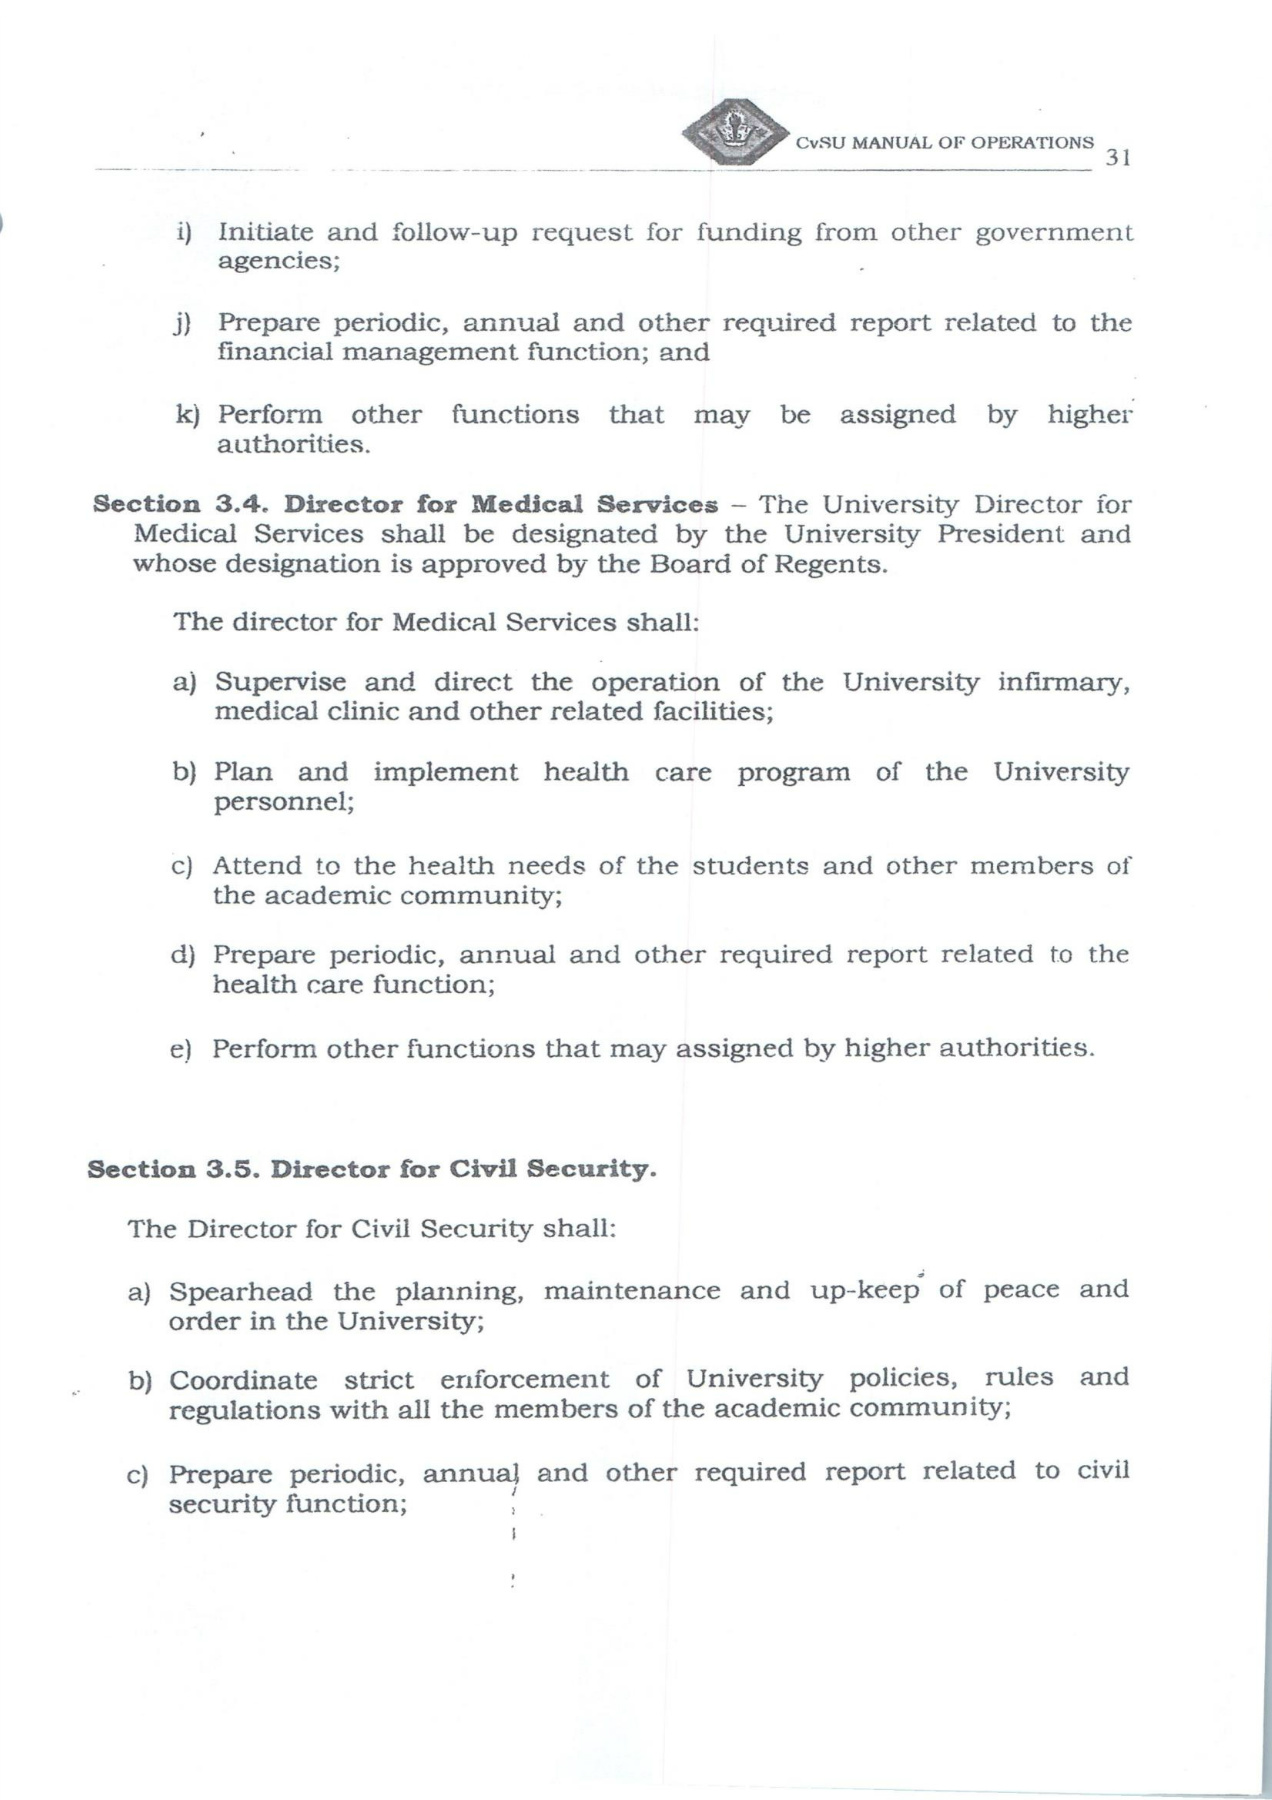 CvSU MANUAL OF OPERATIONS 31
i) Initiate and follow-up request for funding from other government
agencies;
j) Prepare periodic, annual and other required report related to the
financial management function; and
k) Perform other functions that may be assigned by higher
authorities.
Section 3.4. Director for Medical Services – The University Director for
Medical Services shall be designated by the University President and
whose designation is approved by the Board of Regents.
The director for Medical Services shall:
a) Supervise and direct the operation of the University infirmary,
medical clinic and other related facilities;
b) Plan and implement health care program of the University
personnel;
c) Attend to the health needs of the students and other members of
the academic community;
d) Prepare periodic, annual and other required report related to the
health care function;
e) Perform other functions that may assigned by higher authorities.
Section 3.5. Director for Civil Security.
The Director for Civil Security shall:
a) Spearhead the planning, maintenance and up-keep of peace and
order in the University;
b) Coordinate strict enforcement of University policies, rules and
regulations with all the members of the academic community;
c) Prepare periodic, annual and other required report related to civil
security function;